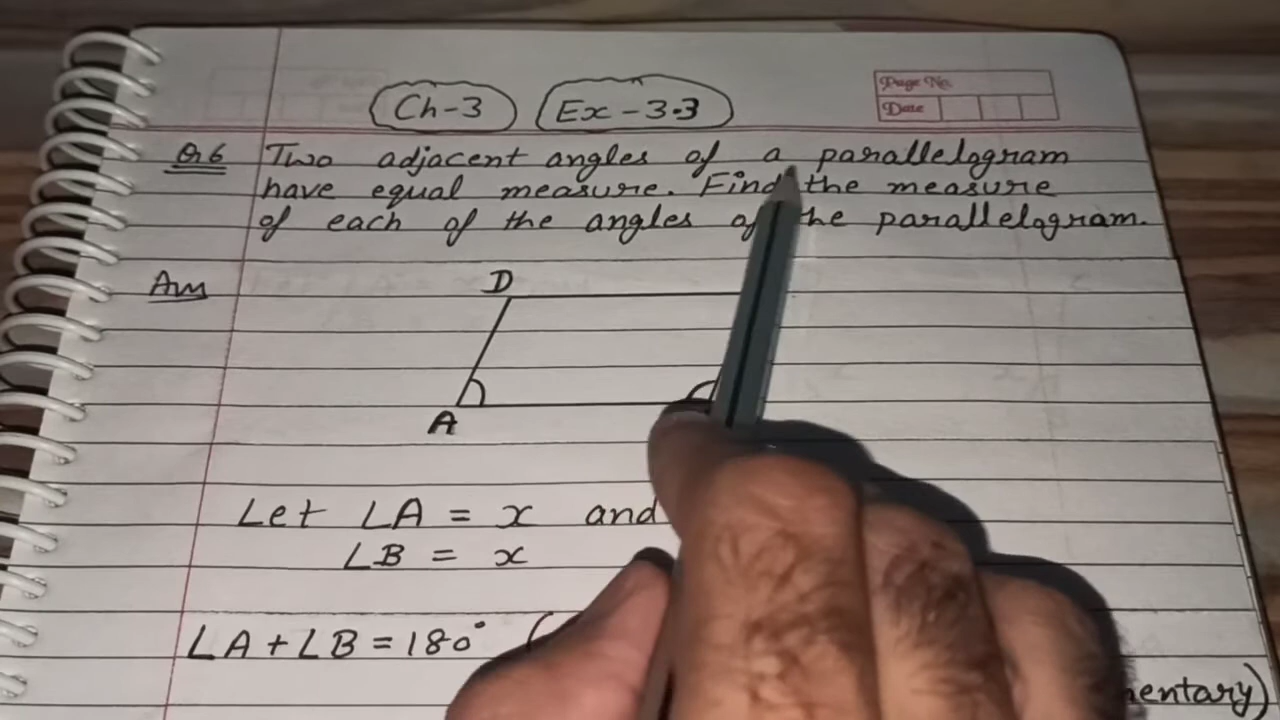 Ch-3 Ex-3.3
Page No.
Date
Q.6 Two adjacent angles of a parallelogram
have equal measure. Find the measure
of each of the angles of the parallelogram.
Ans
D
A
Let ∠A = x and
∠B = x
∠A + ∠B = 180° (
mentary)